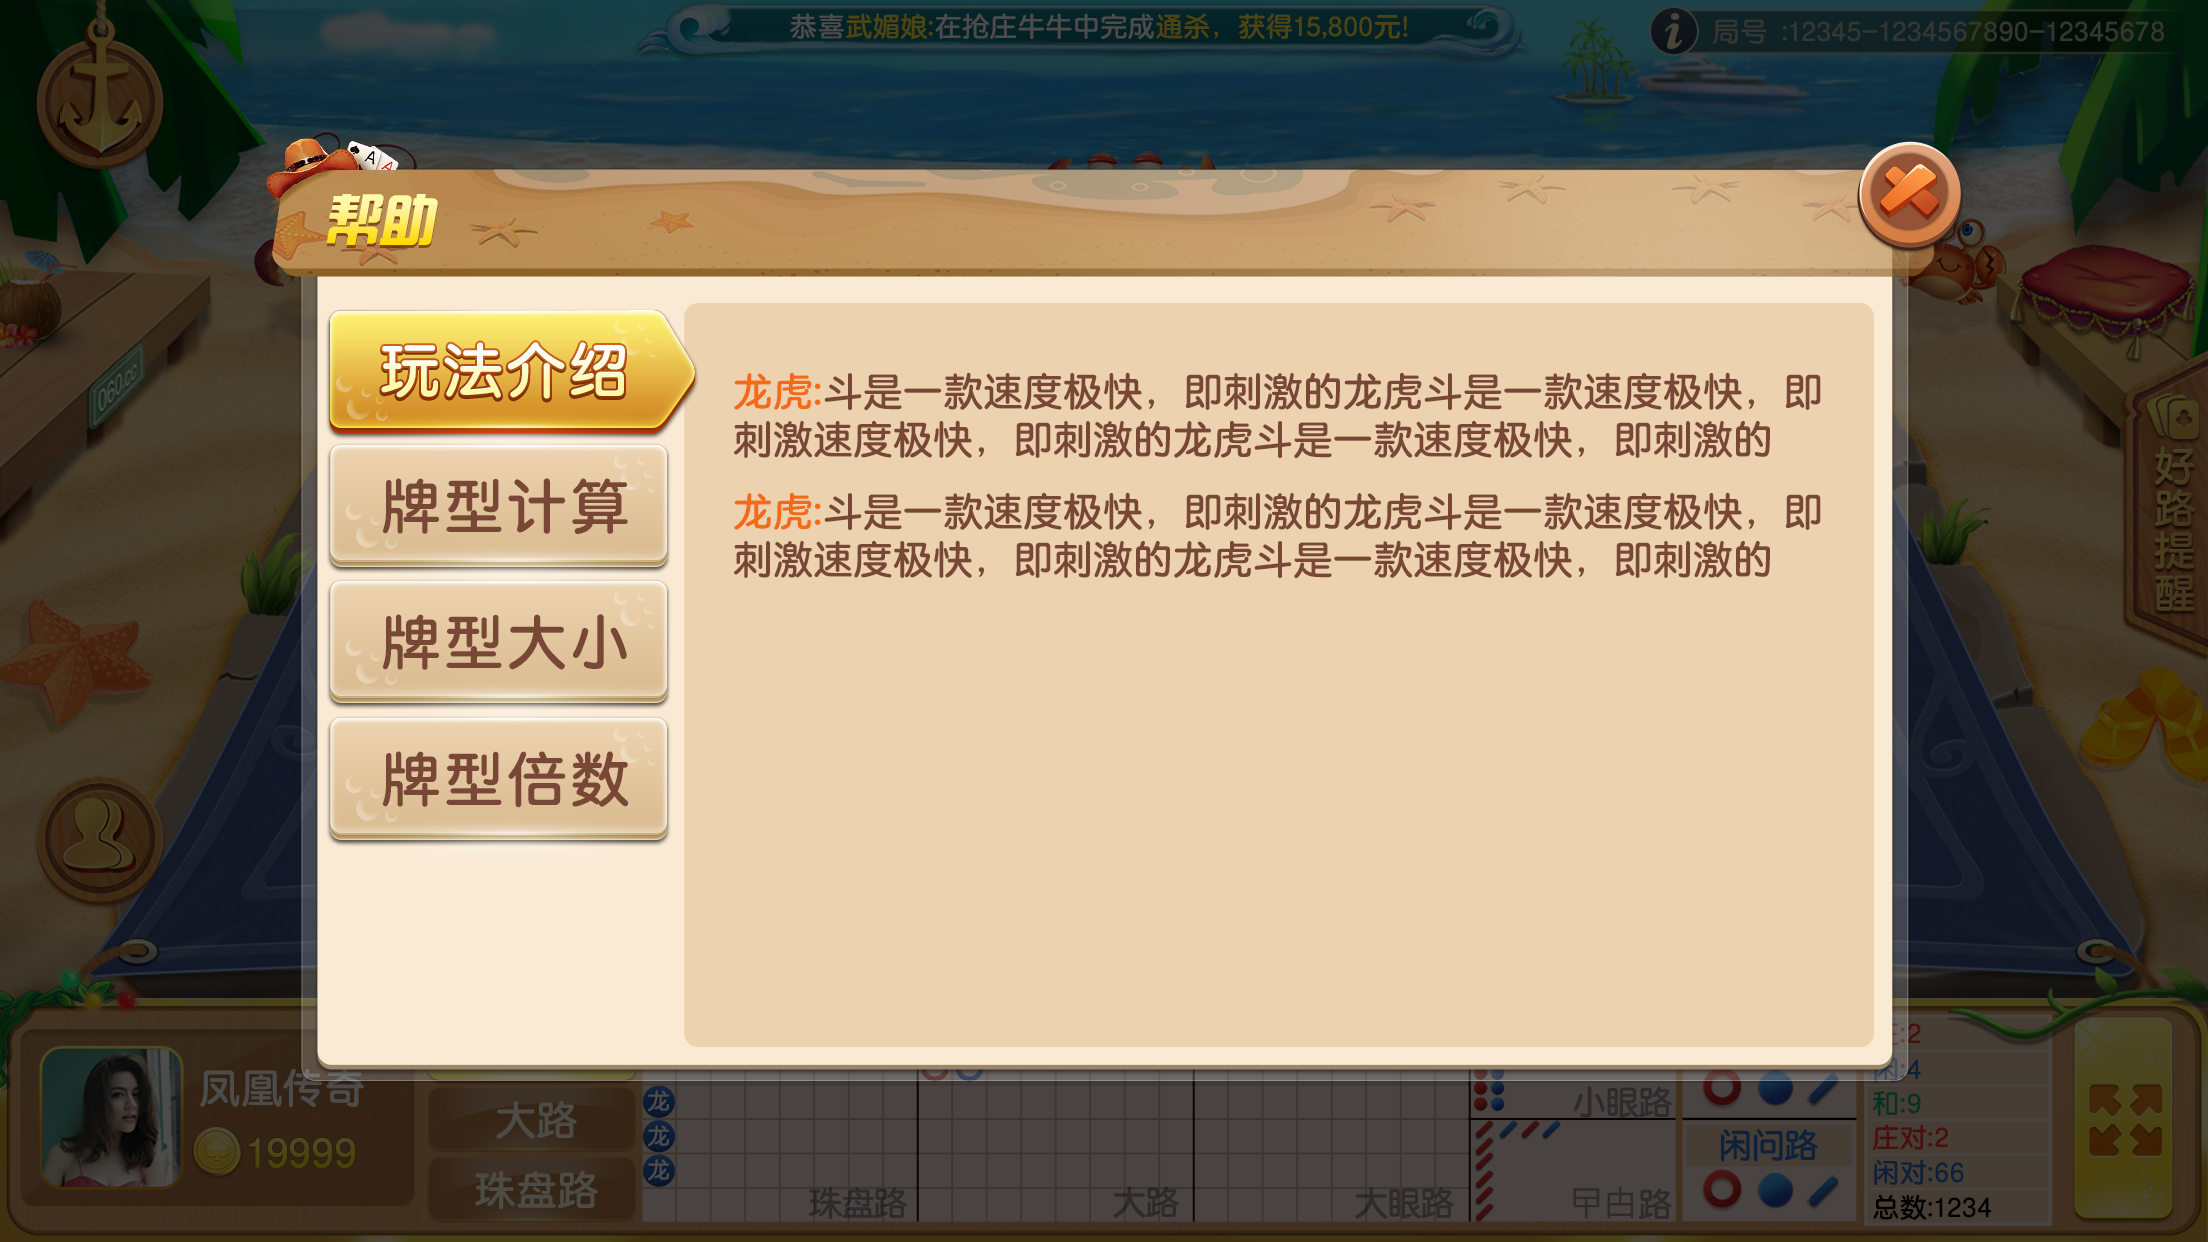 恭喜武媚娘:在抢庄牛牛中完成通杀，获得15,800元!
局号 :12345-1234567890-12345678
A
A
帮助
玩法介绍
牌型计算
牌型大小
牌型倍数
龙虎:斗是一款速度极快，即刺激的龙虎斗是一款速度极快，即
刺激速度极快，即刺激的龙虎斗是一款速度极快，即刺激的
龙虎:斗是一款速度极快，即刺激的龙虎斗是一款速度极快，即
刺激速度极快，即刺激的龙虎斗是一款速度极快，即刺激的
1060.cc
好路提醒
凤凰传奇
19999
大路
珠盘路
龙
龙
龙
珠盘路
大路
大眼路
小眼路
曱甴路
闲问路
:2
闲:4
和:9
庄对:2
闲对:66
总数:1234